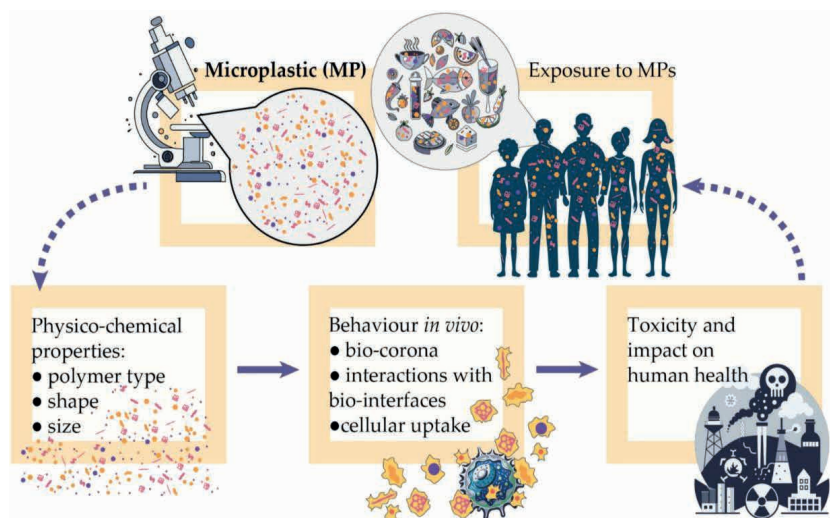 Microplastic (MP)
Exposure to MPs
Physico-chemical
properties:
● polymer type
● shape
● size
Behaviour in vivo:
● bio-corona
● interactions with
bio-interfaces
●cellular uptake
Toxicity and
impact on
human health